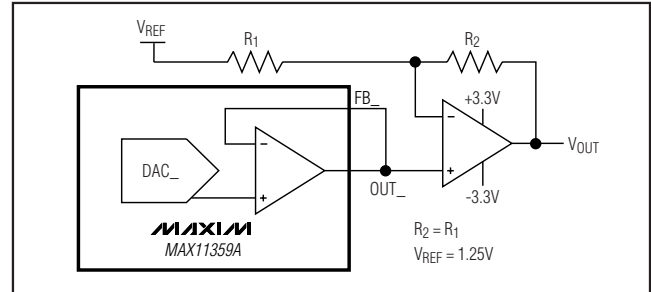 VREF
R1
R2
FB_
+3.3V
−
−
DAC_
+
+
VOUT
OUT_
-3.3V
MAXIM
MAX11359A
R2 = R1
VREF = 1.25V